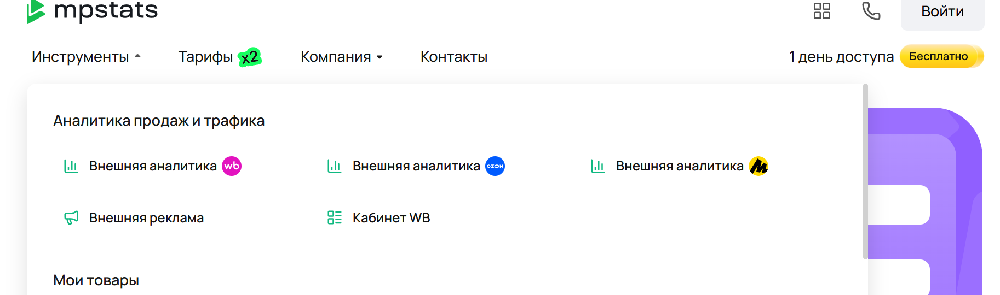 mpstats
Войти
Инструменты Тарифы x2 Компания Контакты 1 день доступа Бесплатно
Аналитика продаж и трафика
Внешняя аналитика wb Внешняя аналитика OZON Внешняя аналитика М
Внешняя реклама Кабинет WB
Мои товары